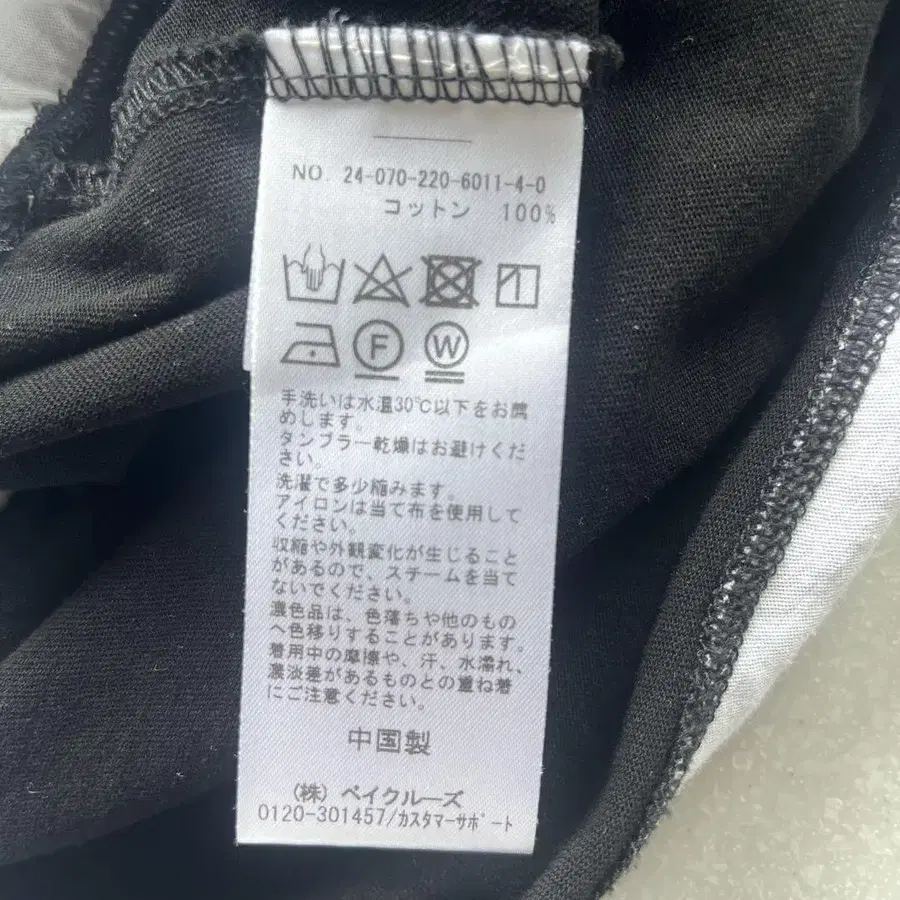 NO. 24-070-220-6011-4-0
コットン 100%
F W
手洗いは水温30℃以下をお薦
めします。
タンブラー乾燥はお避けくだ
さい。
洗濯で多少縮みます。
アイロンは当て布を使用して
ください。
収縮や外観変化が生じること
があるので、スチームを当て
ないでください。
濃色品は、色落ちや他のもの
へ色移りすることがあります。
着用中の摩擦や、汗、水濡れ、
濃淡差があるものとの重ね着
にご注意ください。
中国製
(株) ベイクルーズ
0120-301457/カスタマーサポート